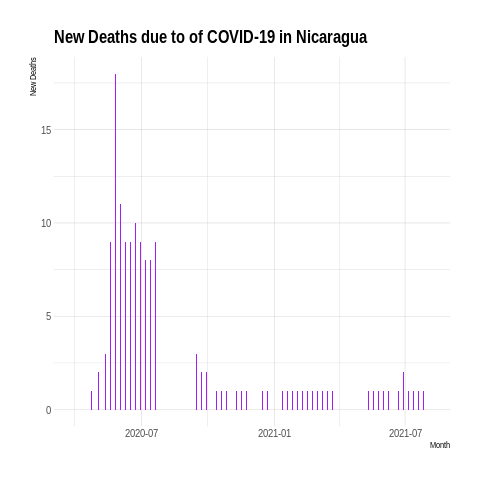 New Deaths due to of COVID-19 in Nicaragua
New Deaths
15
10
5
0
2020-07
2021-01
2021-07
Month